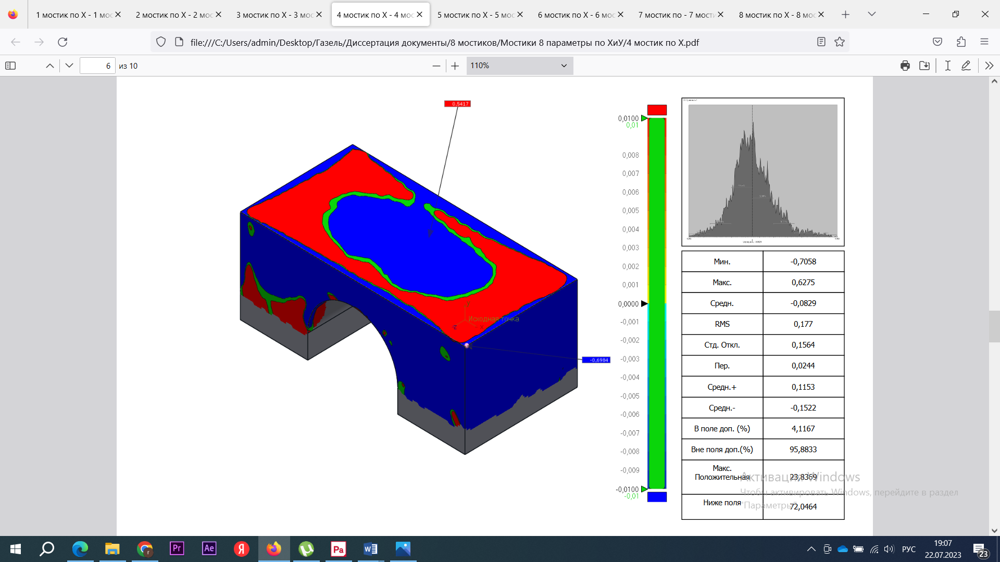 1 мостик по X - 1 мос
2 мостик по X - 2 мос
3 мостик по X - 3 мос
4 мостик по X - 4 мос
5 мостик по X - 5 мос
6 мостик по X - 6 мос
7 мостик по - 7 мости
8 мостик по X - 8 мос
file:///C:/Users/admin/Desktop/Газель/Диссертация документы/8 мостиков/Мостики 8 параметры по ХиУ/4 мостик по X.pdf
6 из 10
110%
0,5417
-0,6984
Исходная точка
0,0100
0,01
0,008
0,007
0,006
0,005
0,004
0,003
0,002
0,001
0,0000
-0,001
-0,002
-0,003
-0,004
-0,005
-0,006
-0,007
-0,008
-0,009
-0,0100
-0,01
Мин. -0,7058
Макс. 0,6275
Средн. -0,0829
RMS 0,177
Стд. Откл. 0,1564
Пер. 0,0244
Средн.+ 0,1153
Средн.- -0,1522
В поле доп. (%) 4,1167
Вне поля доп.(%) 95,8833
Макс.
Положительная 23,8369
Ниже поля 72,0464
Активация Windows
Чтобы активировать Windows, перейдите в раздел
"Параметры".
Pr
Ae
Я
Pa
W
РУС
19:07
22.07.2023
23